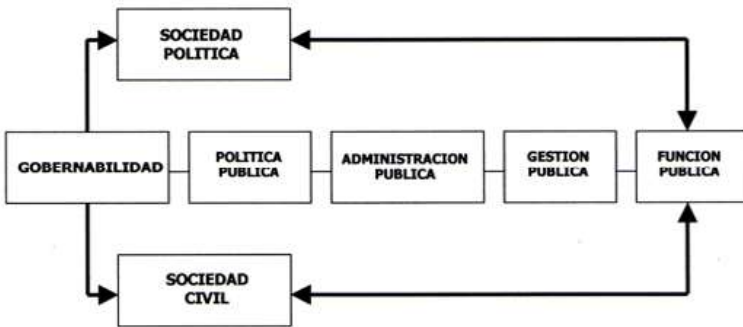 SOCIEDAD
POLITICA
GOBERNABILIDAD
POLITICA
PUBLICA
ADMINISTRACION
PUBLICA
GESTION
PUBLICA
FUNCION
PUBLICA
SOCIEDAD
CIVIL